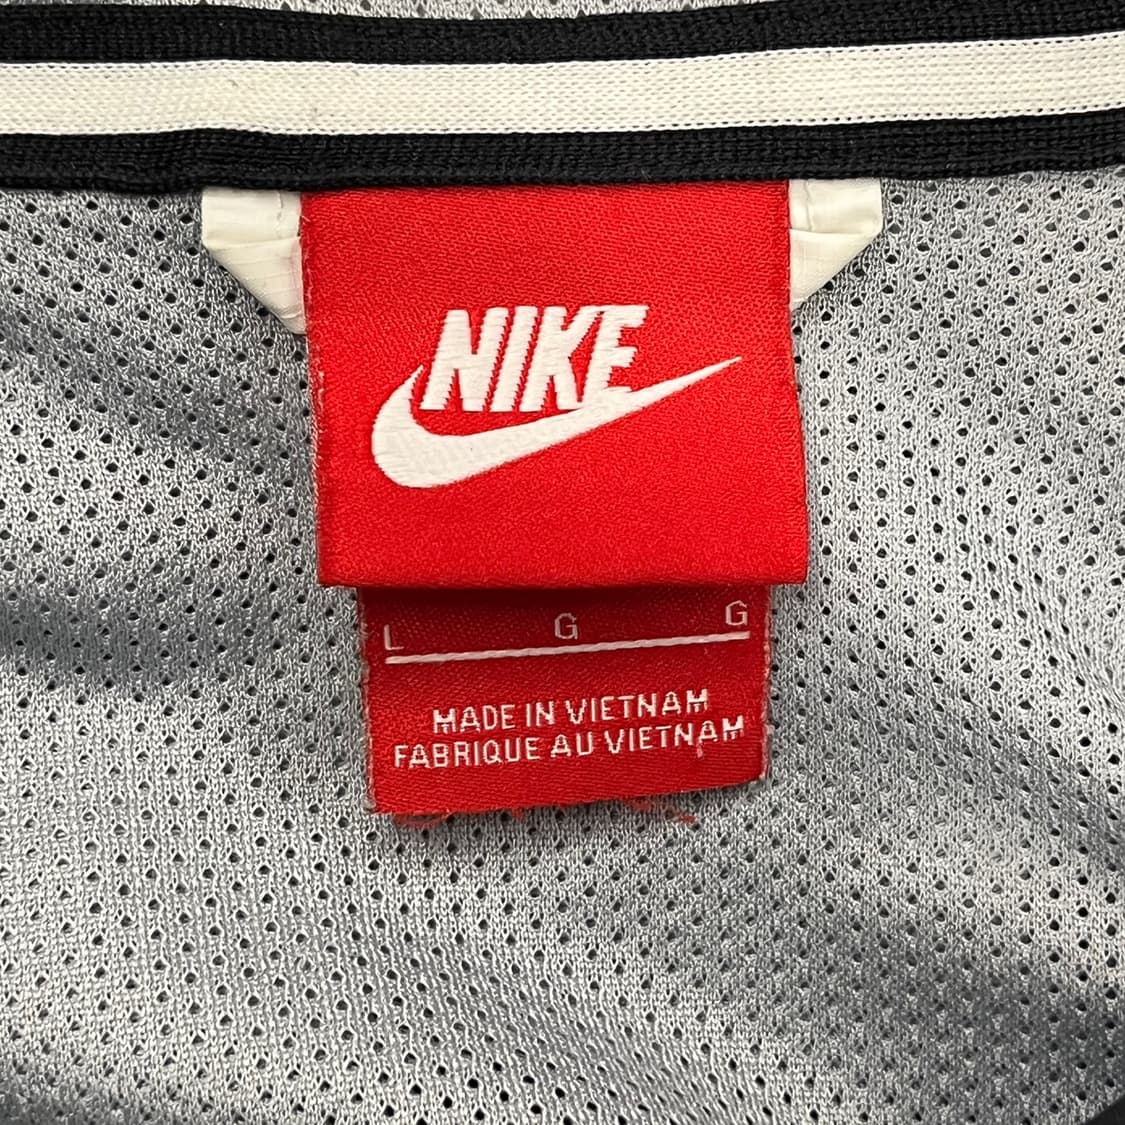 NIKE
L G G
MADE IN VIETNAM
FABRIQUE AU VIETNAM